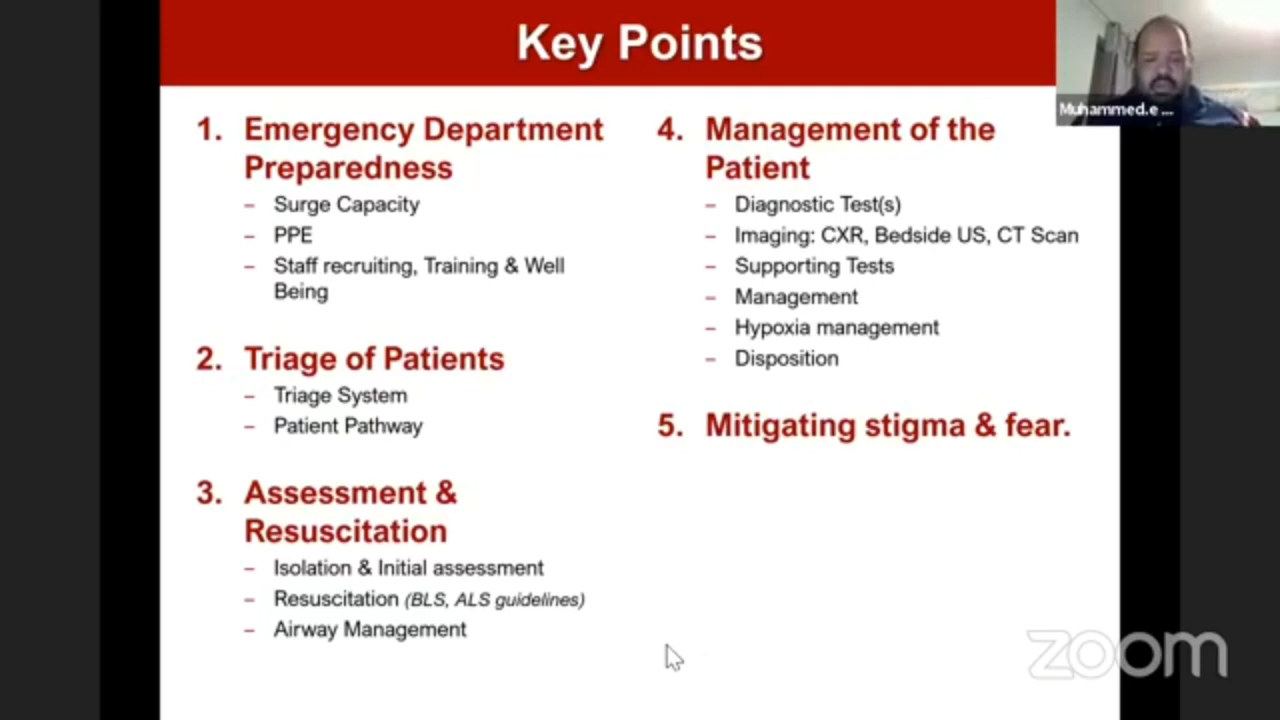 Key Points
1. Emergency Department
Preparedness
– Surge Capacity
– PPE
– Staff recruiting, Training & Well
Being
2. Triage of Patients
– Triage System
– Patient Pathway
3. Assessment &
Resuscitation
– Isolation & Initial assessment
– Resuscitation (BLS, ALS guidelines)
– Airway Management
4. Management of the
Patient
– Diagnostic Test(s)
– Imaging: CXR, Bedside US, CT Scan
– Supporting Tests
– Management
– Hypoxia management
– Disposition
5. Mitigating stigma & fear.
Muhammed.e ...
zoom